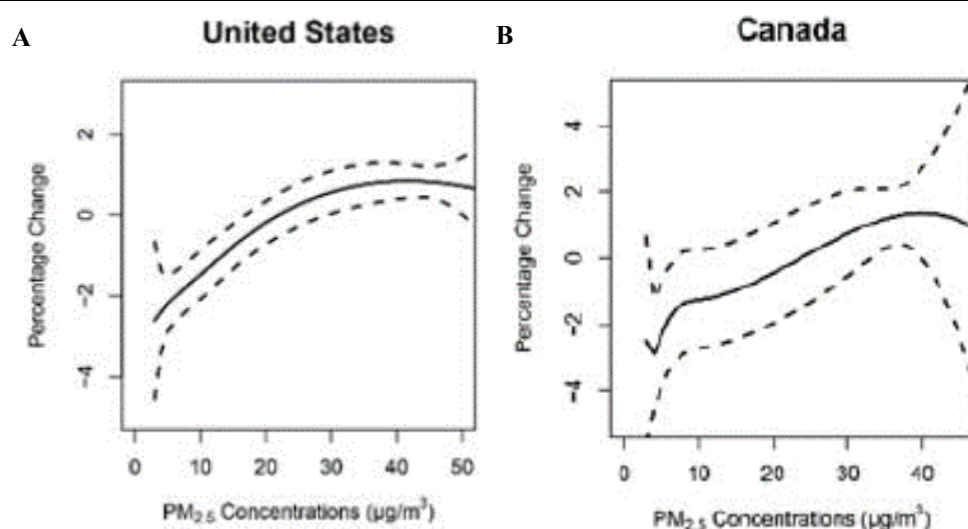 A
United States
Percentage Change
2
0
−2
−4
0 10 20 30 40 50
PM2.5 Concentrations (µg/m3)
B
Canada
Percentage Change
4
2
0
−2
−4
0 10 20 30 40
PM2.5 Concentrations (µg/m3)